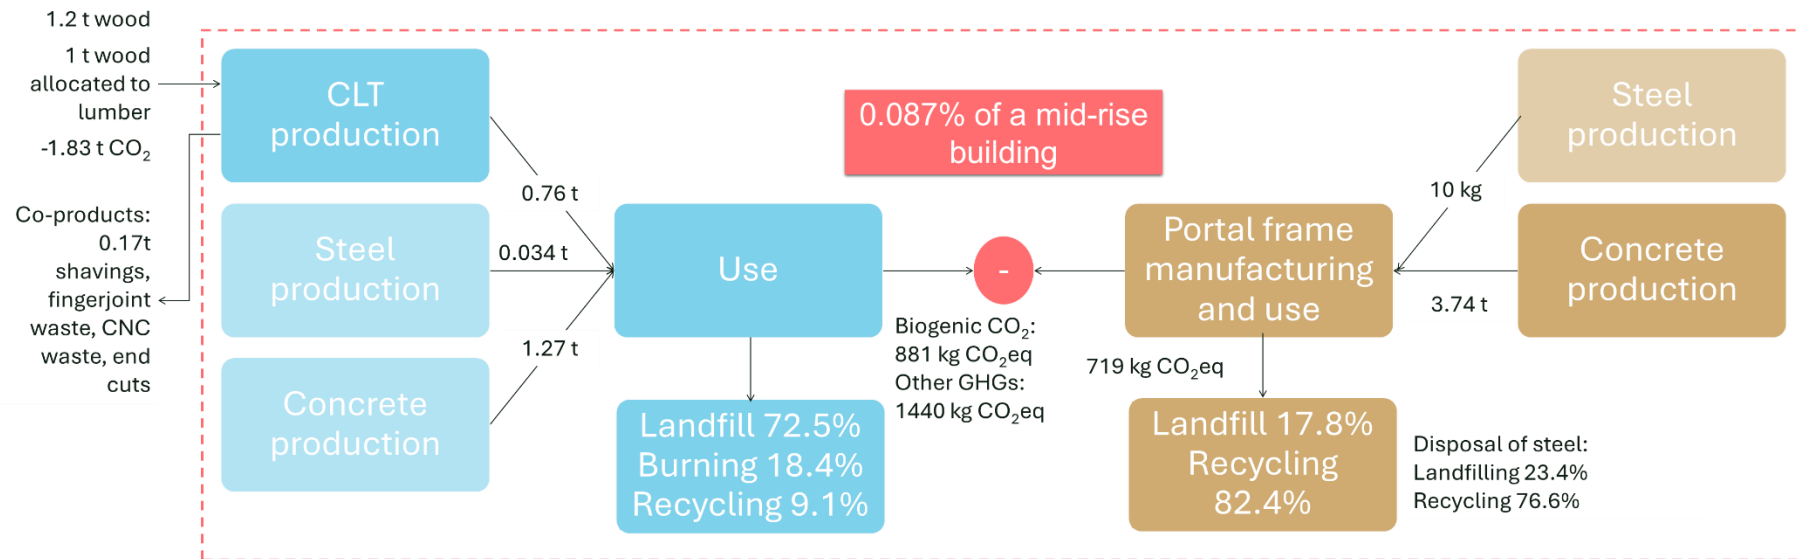 1.2 t wood
1 t wood
allocated to
lumber
-1.83 t CO₂
Co-products:
0.17t
shavings,
fingerjoint
waste, CNC
waste, end
cuts
CLT
production
Steel
production
Concrete
production
0.76 t
0.034 t
1.27 t
Use
Landfill 72.5%
Burning 18.4%
Recycling 9.1%
0.087% of a mid-rise
building
-
Biogenic CO₂:
881 kg CO₂eq
Other GHGs:
1440 kg CO₂eq
Portal frame
manufacturing
and use
719 kg CO₂eq
Landfill 17.8%
Recycling
82.4%
Steel
production
10 kg
Concrete
production
3.74 t
Disposal of steel:
Landfilling 23.4%
Recycling 76.6%